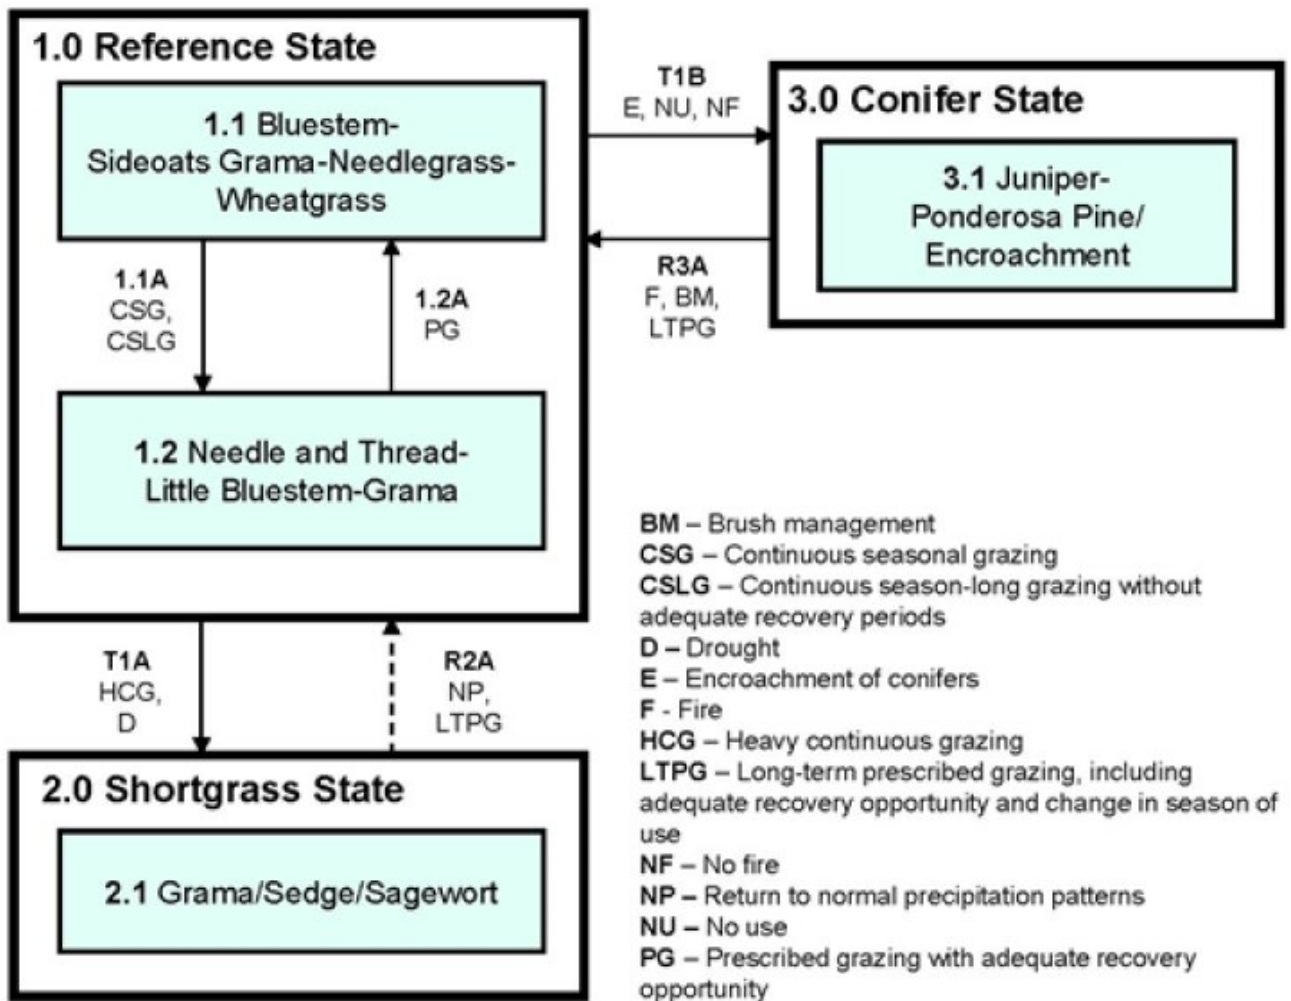 1.0 Reference State
1.1 Bluestem-
Sideoats Grama-Needlegrass-
Wheatgrass
1.1A
CSG,
CSLG
1.2A
PG
1.2 Needle and Thread-
Little Bluestem-Grama
T1B
E, NU, NF
R3A
F, BM,
LTPG
3.0 Conifer State
3.1 Juniper-
Ponderosa Pine/
Encroachment
T1A
HCG,
D
R2A
NP,
LTPG
2.0 Shortgrass State
2.1 Grama/Sedge/Sagewort
BM – Brush management
CSG – Continuous seasonal grazing
CSLG – Continuous season-long grazing without
adequate recovery periods
D – Drought
E – Encroachment of conifers
F - Fire
HCG – Heavy continuous grazing
LTPG – Long-term prescribed grazing, including
adequate recovery opportunity and change in season of
use
NF – No fire
NP – Return to normal precipitation patterns
NU – No use
PG – Prescribed grazing with adequate recovery
opportunity